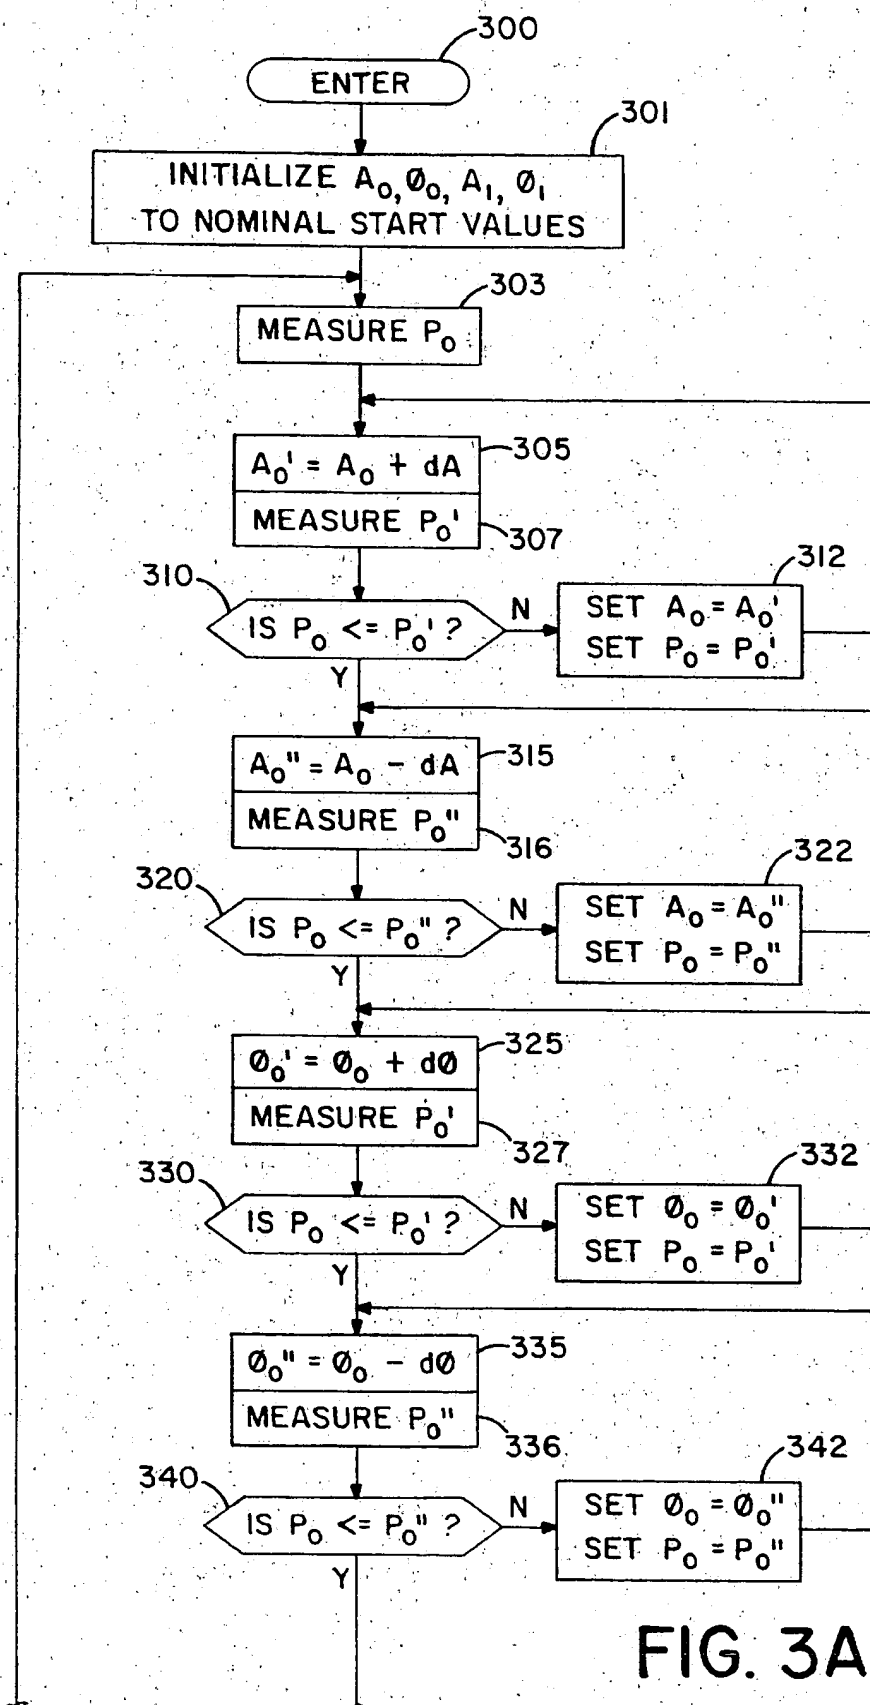 300
ENTER
301
INITIALIZE A₀, Ø₀, A₁, Ø₁
TO NOMINAL START VALUES
303
MEASURE P₀
305
A₀' = A₀ + dA
MEASURE P₀'
307
310
IS P₀ <= P₀' ?
N
312
SET A₀ = A₀'
SET P₀ = P₀'
Y
315
A₀" = A₀ - dA
MEASURE P₀"
316
320
IS P₀ <= P₀" ?
N
322
SET A₀ = A₀"
SET P₀ = P₀"
Y
325
Ø₀' = Ø₀ + dØ
MEASURE P₀'
327
330
IS P₀ <= P₀' ?
N
332
SET Ø₀ = Ø₀'
SET P₀ = P₀'
Y
335
Ø₀" = Ø₀ - dØ
MEASURE P₀"
336
340
IS P₀ <= P₀" ?
N
342
SET Ø₀ = Ø₀"
SET P₀ = P₀"
Y
FIG. 3A